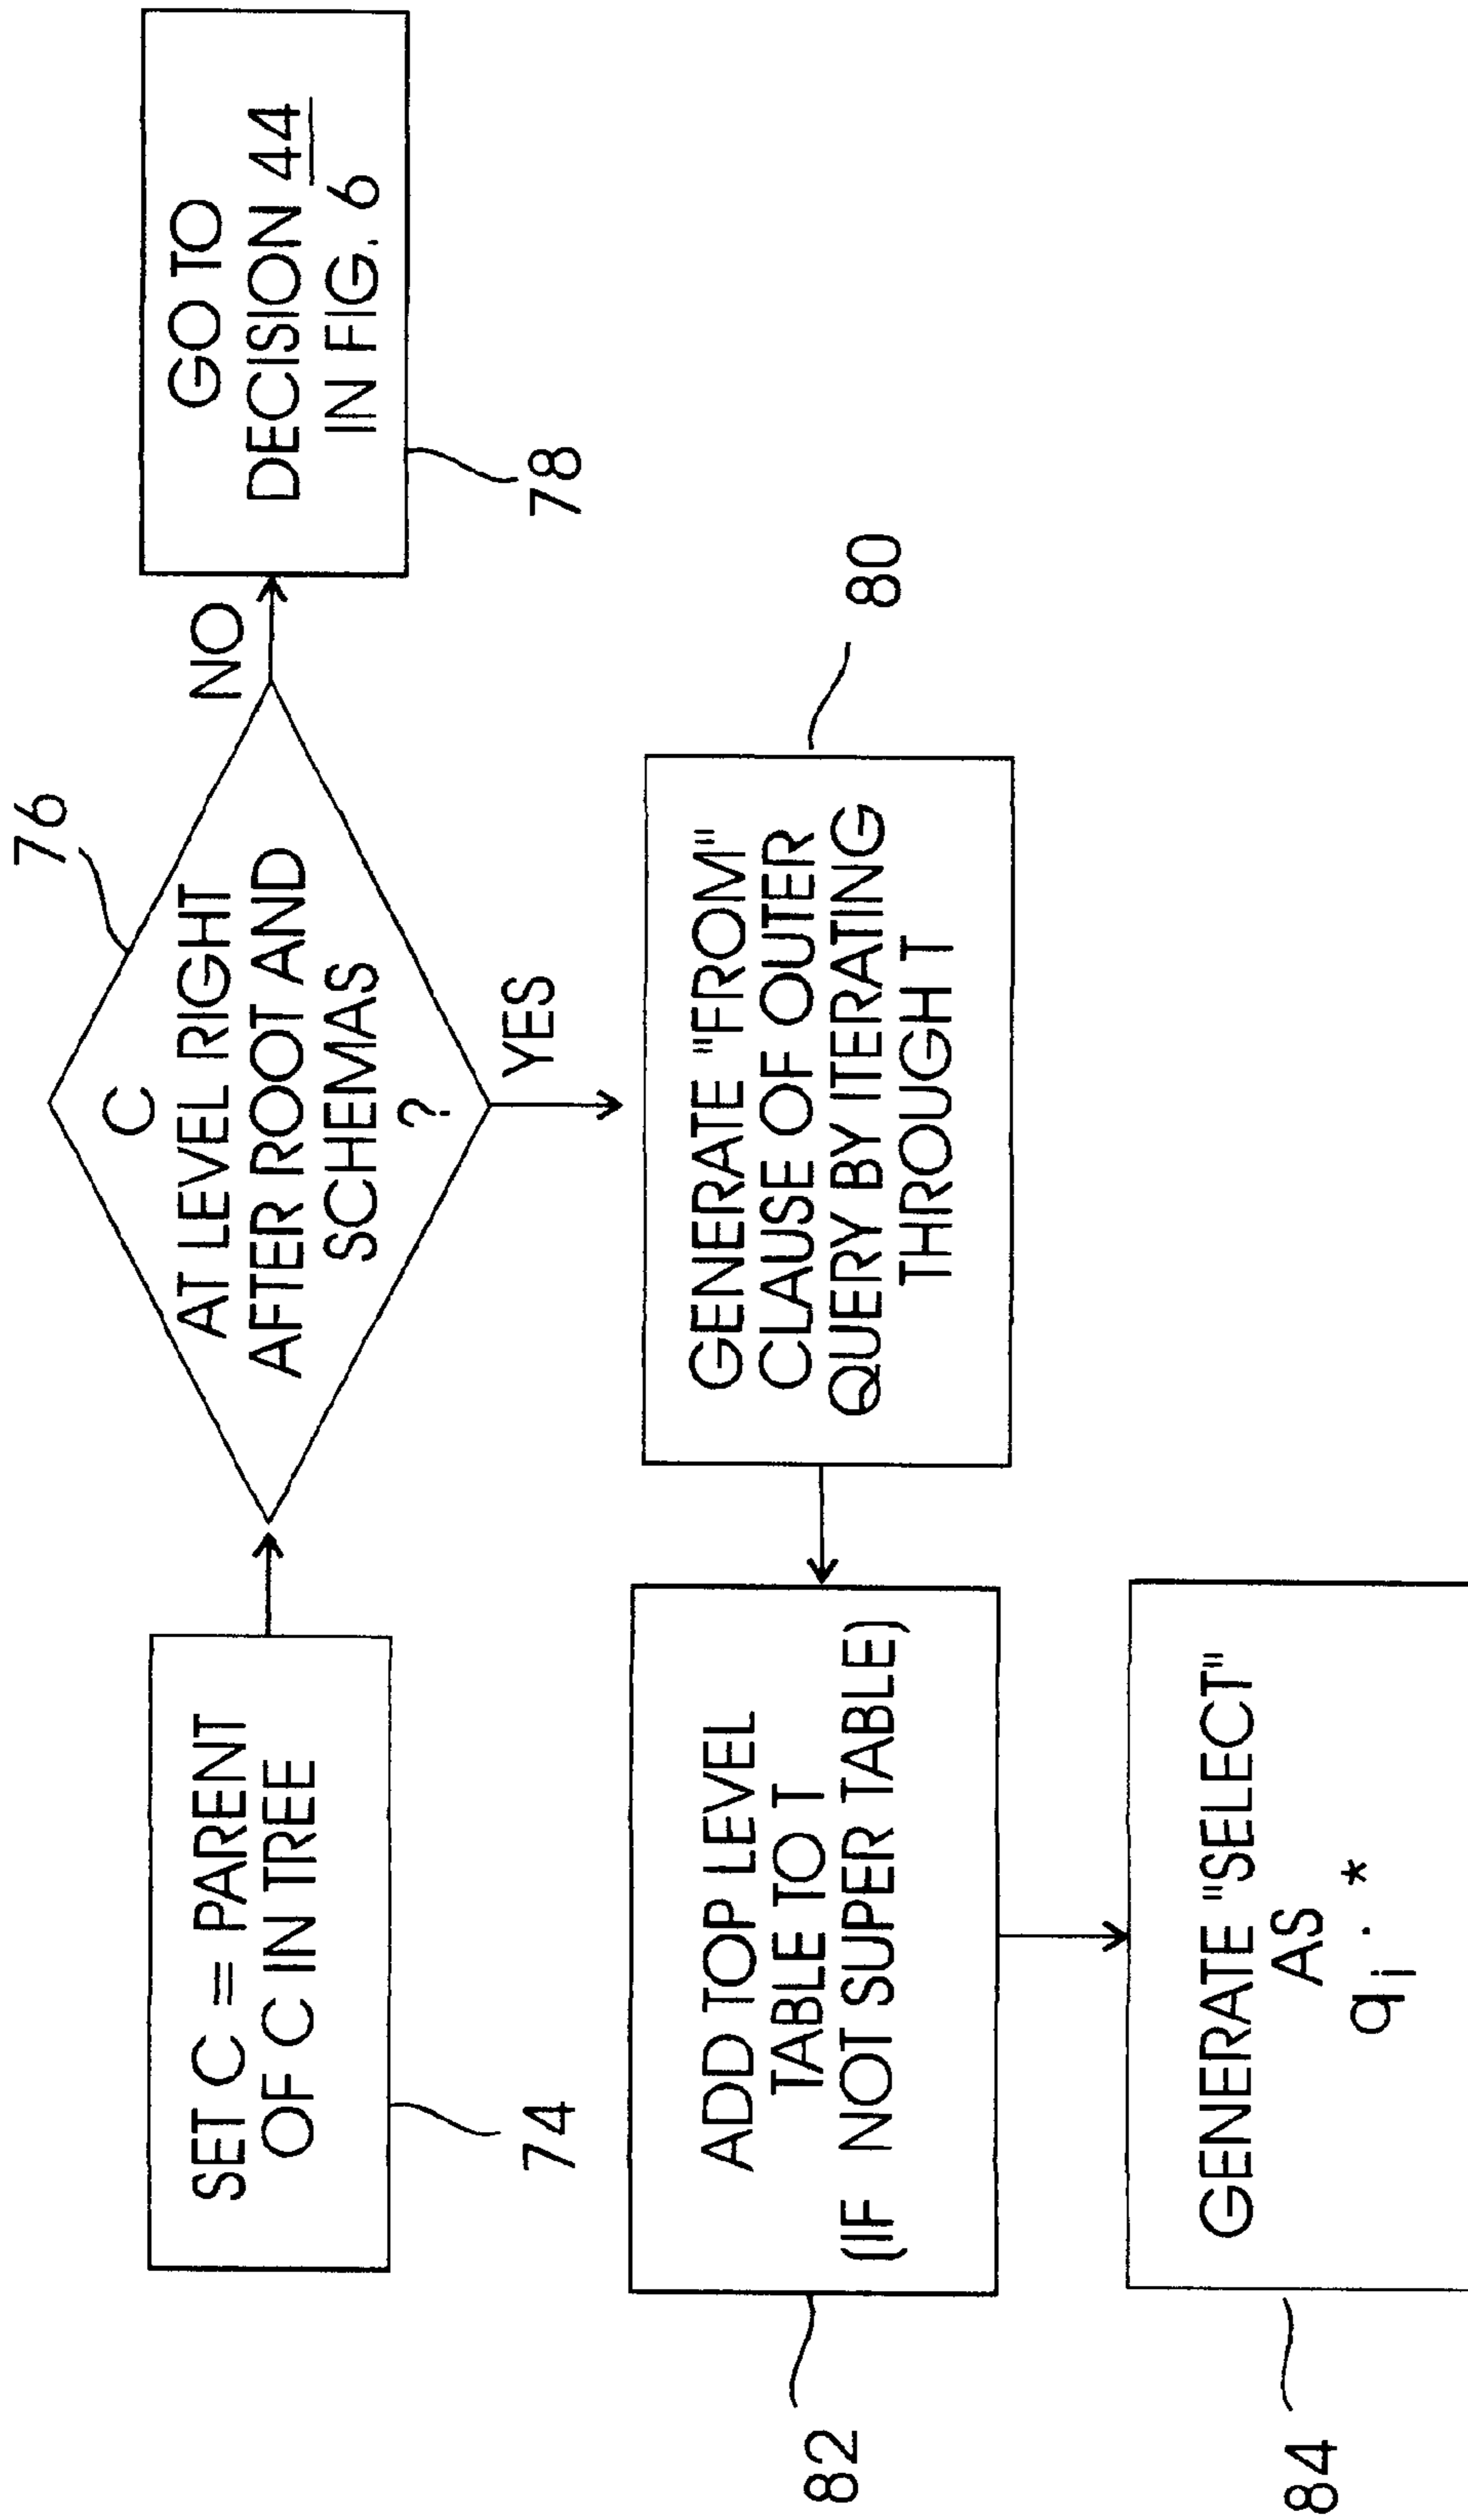 SET C = PARENT
OF C IN TREE
74
C
AT LEVEL RIGHT
AFTER ROOT AND
SCHEMAS
?
76
NO
GO TO
DECISION 44
IN FIG. 6
78
YES
GENERATE "FROM"
CLAUSE OF OUTER
QUERY BY ITERATING
THROUGH T
80
ADD TOP LEVEL
TABLE TO T
(IF NOT SUPER TABLE)
82
GENERATE "SELECT"
AS
qi . *
84